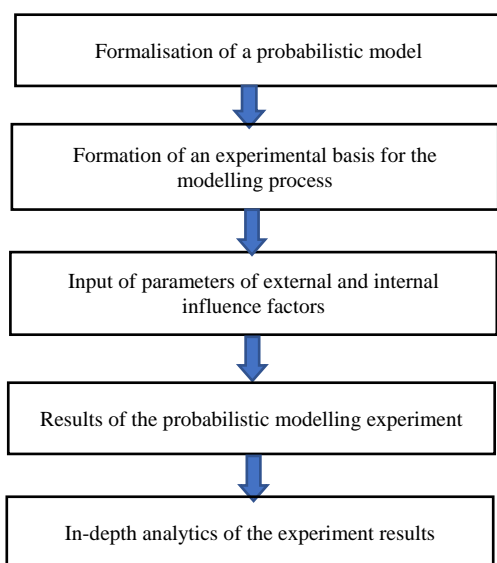 Formalisation of a probabilistic model
Formation of an experimental basis for the
modelling process
Input of parameters of external and internal
influence factors
Results of the probabilistic modelling experiment
In-depth analytics of the experiment results